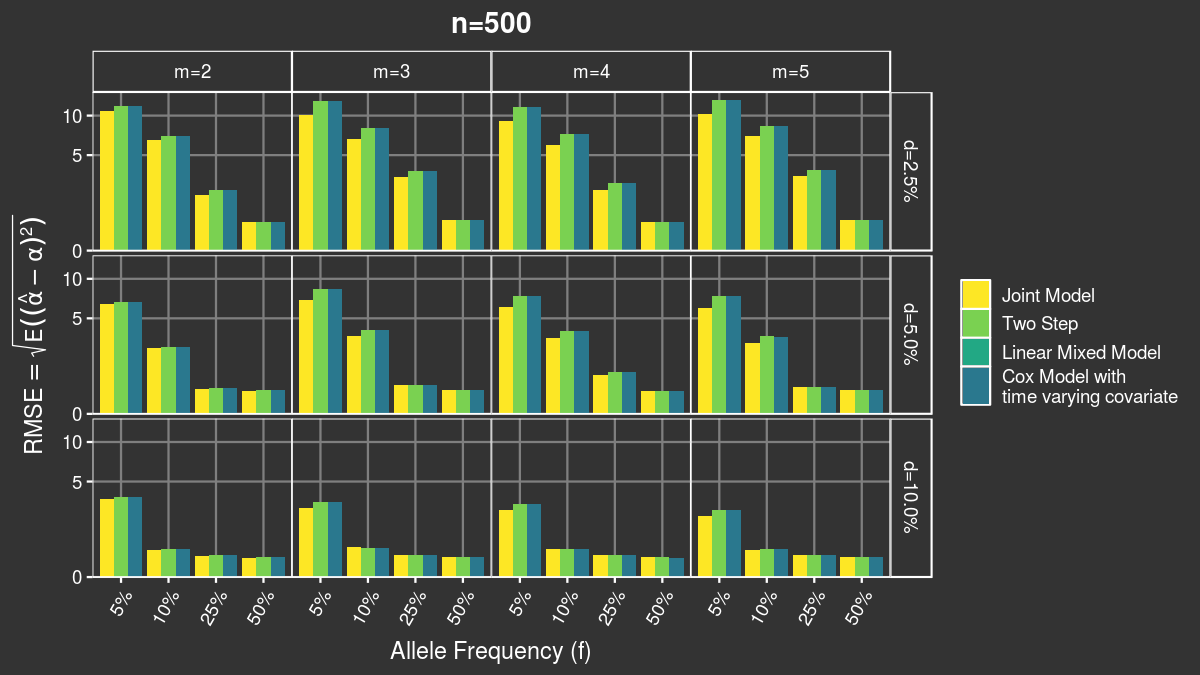 n=500
m=2
m=3
m=4
m=5
10
5
0
d=2.5%
10
5
0
d=5.0%
10
5
0
d=10.0%
5%
10%
25%
50%
5%
10%
25%
50%
5%
10%
25%
50%
5%
10%
25%
50%
Allele Frequency (f)
RMSE = √E((α̂ − α)²)
Joint Model
Two Step
Linear Mixed Model
Cox Model with
time varying covariate